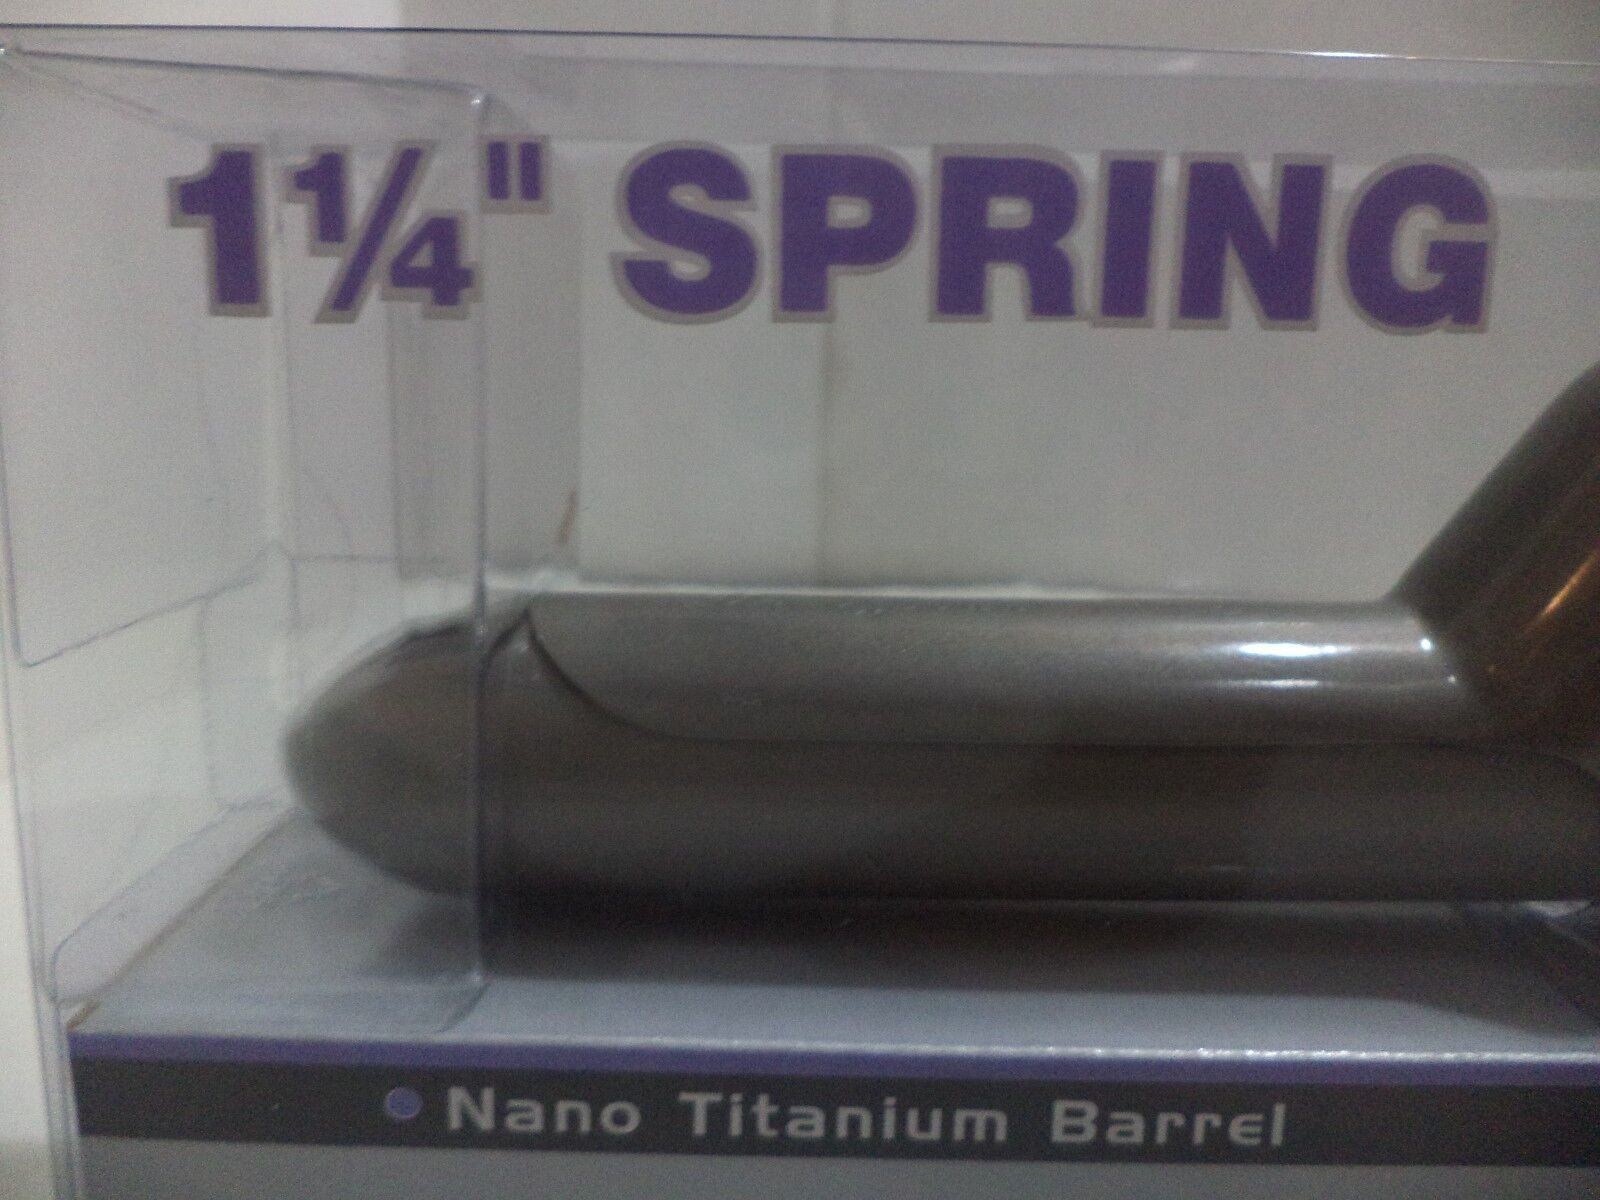 1¼" SPRING
Nano Titanium Barrel